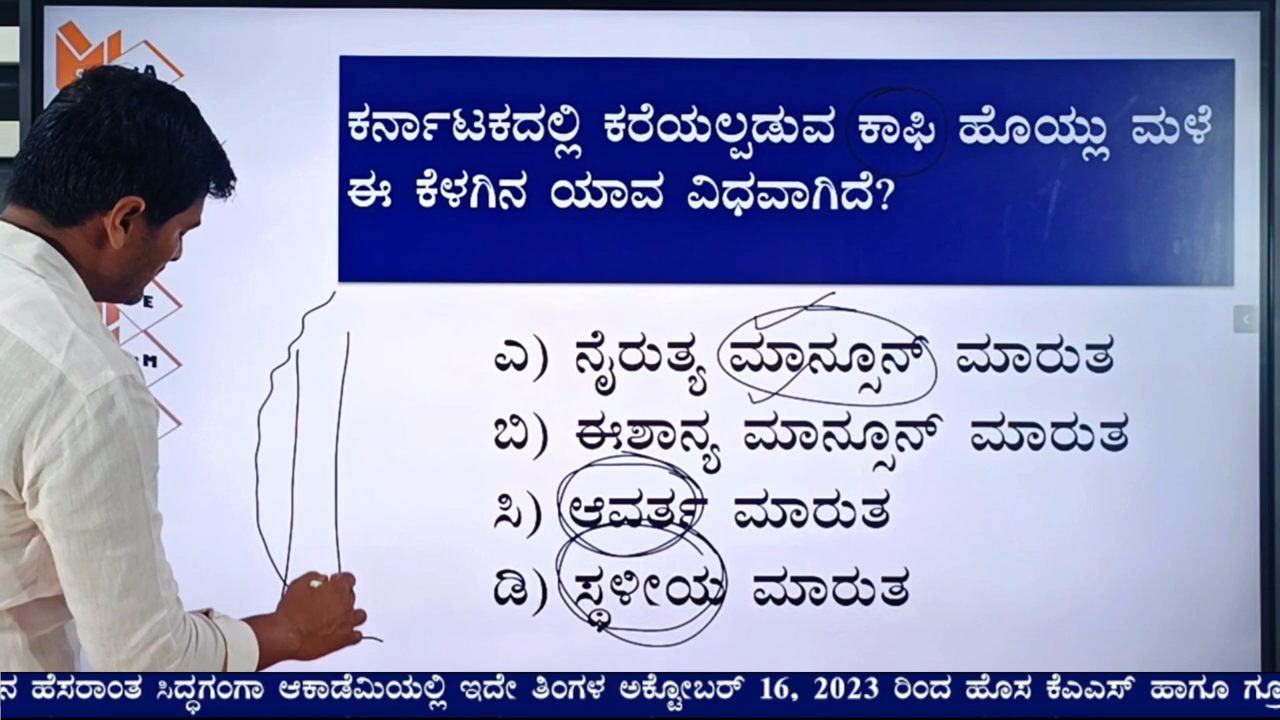 ಕರ್ನಾಟಕದಲ್ಲಿ ಕರೆಯಲ್ಪಡುವ ಕಾಫಿ ಹೊಯ್ಲು ಮಳೆ
ಈ ಕೆಳಗಿನ ಯಾವ ವಿಧವಾಗಿದೆ?
ಎ) ನೈರುತ್ಯ ಮಾನ್ಸೂನ್ ಮಾರುತ
ಬಿ) ಈಶಾನ್ಯ ಮಾನ್ಸೂನ್ ಮಾರುತ
ಸಿ) ಆವರ್ತ ಮಾರುತ
ಡಿ) ಸ್ಥಳೀಯ ಮಾರುತ
ನ ಹೆಸರಾಂತ ಸಿದ್ಧಗಂಗಾ ಆಕಾಡೆಮಿಯಲ್ಲಿ ಇದೇ ತಿಂಗಳ ಅಕ್ಟೋಬರ್ 16, 2023 ರಿಂದ ಹೊಸ ಕೆಎಎಸ್ ಹಾಗೂ ಗ್ರೂ